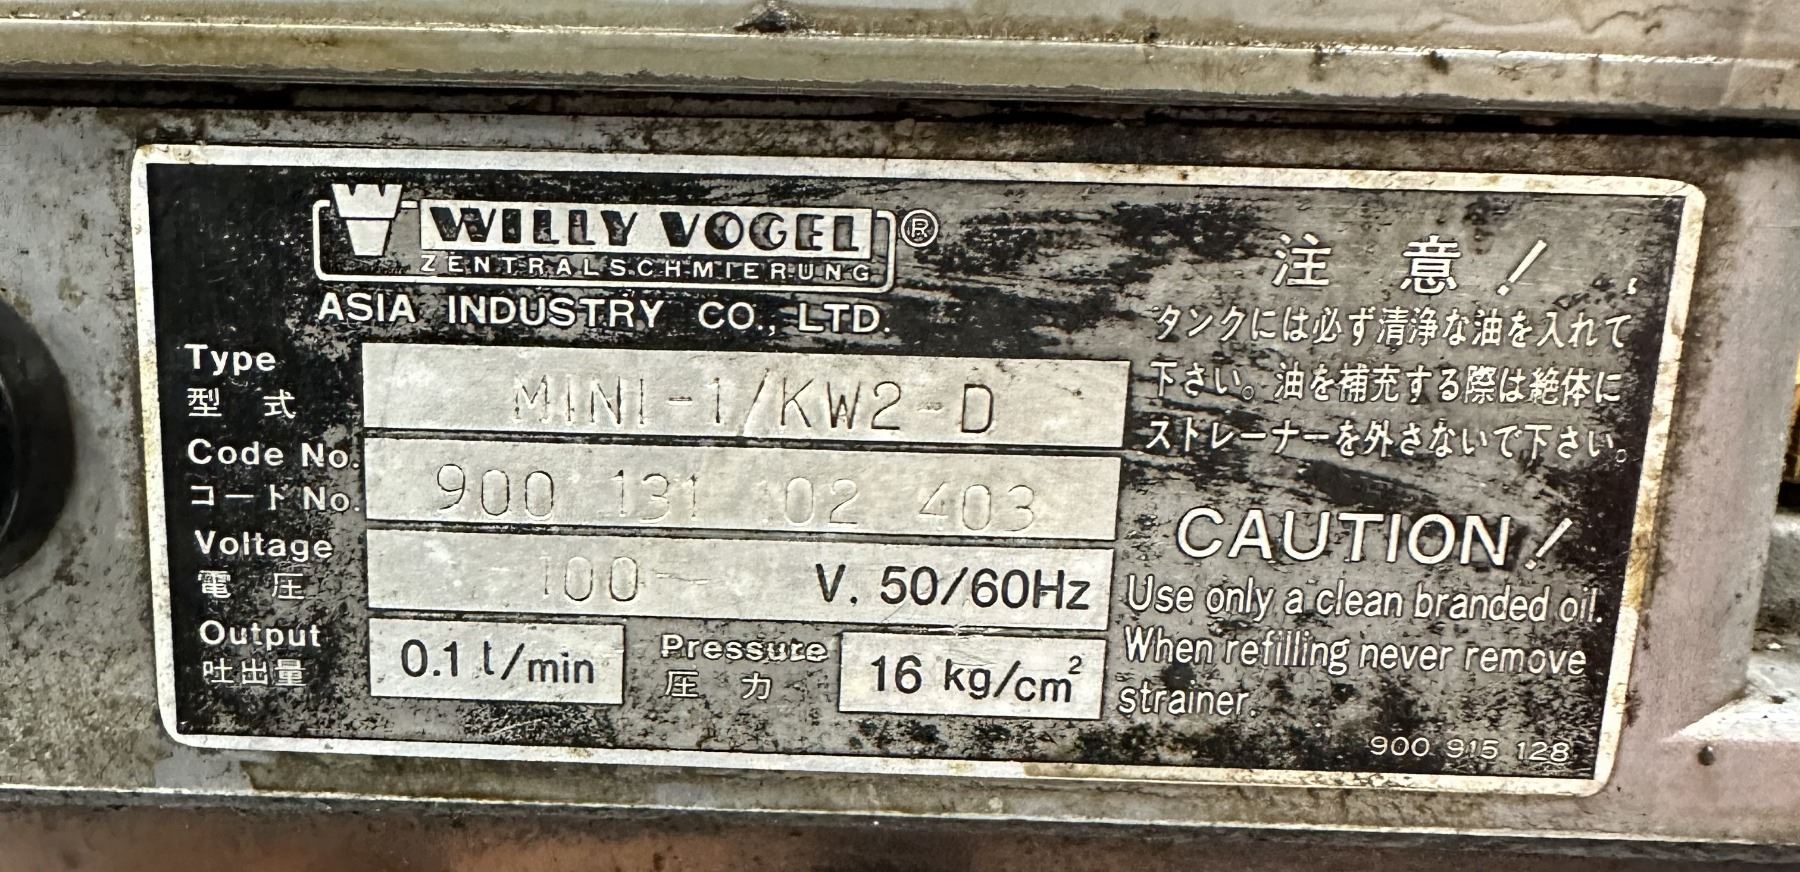 W WILLY VOGEL ®
ZENTRALSCHMIERUNG
ASIA INDUSTRY CO., LTD.
Type
型 式
MINI-1/KW2-D
Code No.
コードNo.
900 131 102 403
Voltage
電 圧
100~ V. 50/60Hz
Output
吐出量
0.1 l/min
Pressure
圧 力
16 kg/cm²
注 意!
タンクには必ず清浄な油を入れて
下さい。油を補充する際は絶体に
ストレーナーを外さないで下さい。
CAUTION!
Use only a clean branded oil.
When refilling never remove
strainer.
900 915 128